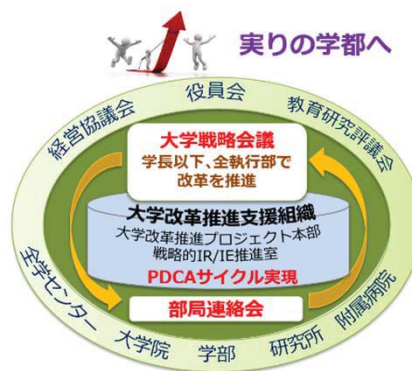 実りの学都へ
役員会
経営協議会
教育研究評議会
大学戦略会議
学長以下、全執行部で
改革を推進
大学改革推進支援組織
大学改革推進プロジェクト本部
戦略的IR/IE推進室
PDCAサイクル実現
部局連絡会
全学センター
大学院
学部
研究所
附属病院